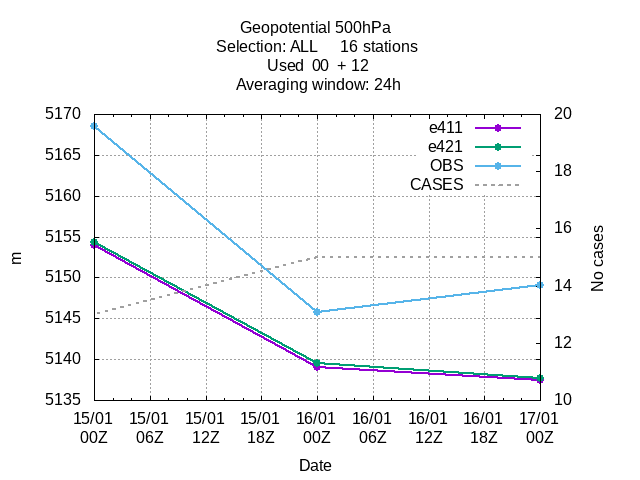 Geopotential 500hPa
Selection: ALL     16 stations
Used  00  + 12
Averaging window: 24h
5170
5165
5160
5155
5150
5145
5140
5135
m
20
18
16
14
12
10
No cases
e411
e421
OBS
CASES
15/01 15/01 15/01 15/01 16/01 16/01 16/01 16/01 17/01
00Z 06Z 12Z 18Z 00Z 06Z 12Z 18Z 00Z
Date